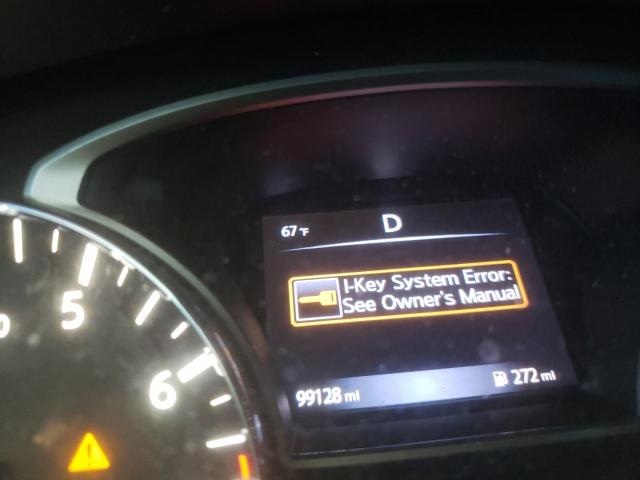 67 °F
D
I-Key System Error:
See Owner's Manual
5
6
99128 mi
272 mi